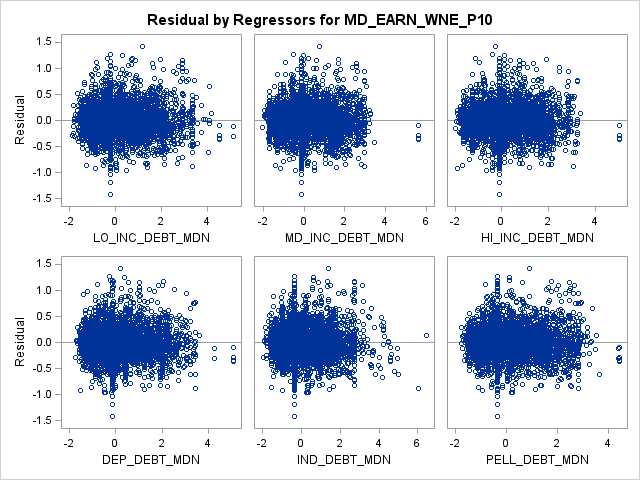 Residual by Regressors for MD_EARN_WNE_P10
1.5
1.0
0.5
0.0
-0.5
-1.0
-1.5
Residual
-2 0 2 4
-2 0 2 4 6
-2 0 2 4
LO_INC_DEBT_MDN
MD_INC_DEBT_MDN
HI_INC_DEBT_MDN
1.5
1.0
0.5
0.0
-0.5
-1.0
-1.5
Residual
-2 0 2 4
-2 0 2 4 6
-2 0 2 4
DEP_DEBT_MDN
IND_DEBT_MDN
PELL_DEBT_MDN